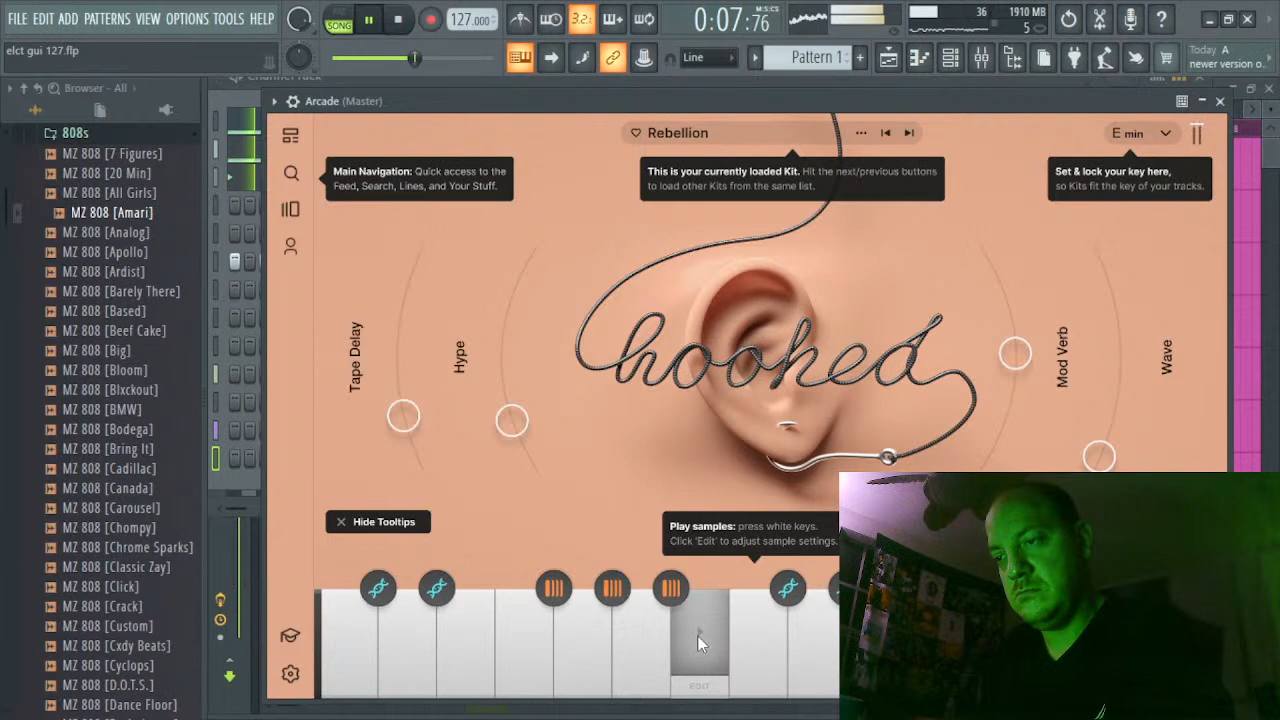 FILE EDIT ADD PATTERNS VIEW OPTIONS TOOLS HELP
elct gui 127.flp
PAT
SONG
127.000
3.2
0:07:76
M:S:CS
36
1910 MB
5
Line
Pattern 1
Today A
newer version o
Browser - All
Channel rack
Arcade (Master)
808s
MZ 808 [7 Figures]
MZ 808 [20 Min]
MZ 808 [All Girls]
MZ 808 [Amari]
MZ 808 [Analog]
MZ 808 [Apollo]
MZ 808 [Ardist]
MZ 808 [Barely There]
MZ 808 [Based]
MZ 808 [Beef Cake]
MZ 808 [Big]
MZ 808 [Bloom]
MZ 808 [Blxckout]
MZ 808 [BMW]
MZ 808 [Bodega]
MZ 808 [Bring It]
MZ 808 [Cadillac]
MZ 808 [Canada]
MZ 808 [Carousel]
MZ 808 [Chompy]
MZ 808 [Chrome Sparks]
MZ 808 [Classic Zay]
MZ 808 [Click]
MZ 808 [Crack]
MZ 808 [Custom]
MZ 808 [Cxdy Beats]
MZ 808 [Cyclops]
MZ 808 [D.O.T.S.]
MZ 808 [Dance Floor]
Rebellion
E min
Main Navigation: Quick access to the
Feed, Search, Lines, and Your Stuff.
This is your currently loaded Kit. Hit the next/previous buttons
to load other Kits from the same list.
Set & lock your key here,
so Kits fit the key of your tracks.
Tape Delay
Hype
hooked
Mod Verb
Wave
Hide Tooltips
Play samples: press white keys.
Click 'Edit' to adjust sample settings.
EDIT